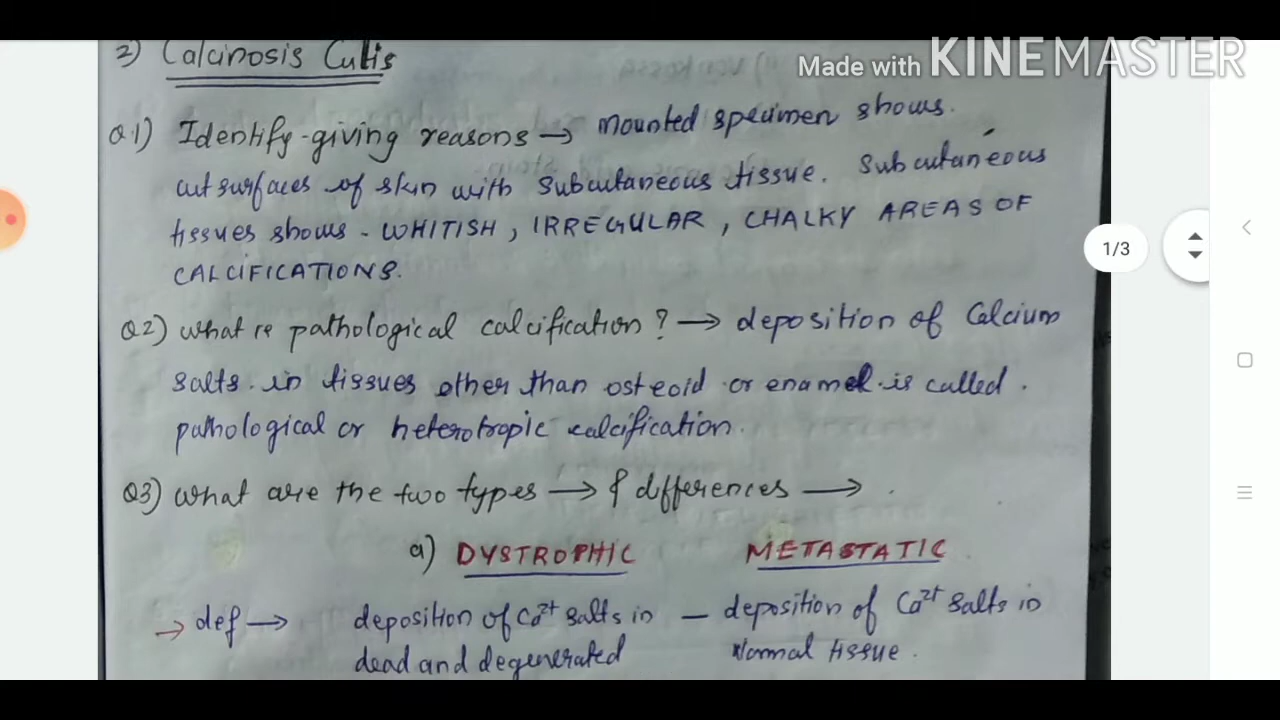 Made with KINEMASTER
2) Calcinosis Cutis
Q1) Identify-giving reasons → mounted specimen shows.
cut surfaces of skin with subcutaneous tissue. Subcutaneous
tissues shows - WHITISH, IRREGULAR, CHALKY AREAS OF
CALCIFICATIONS.
1/3
Q2) what is pathological calcification? → deposition of Calcium
salts in tissues other than osteoid or enamel is called.
pathological or heterotropic calcification.
Q3) what are the two types → & differences →
a) DYSTROPHIC METASTATIC
→ def → deposition of Ca2+ salts in – deposition of Ca2+ salts in
dead and degenerated Normal tissue.